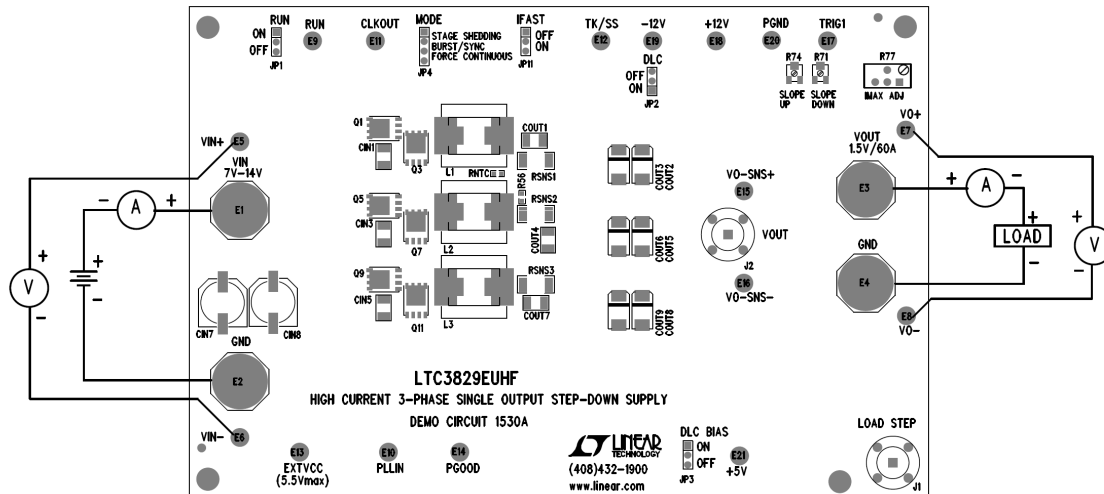 RUN
ON
OFF
JP1
RUN
E9
CLKOUT
E11
MODE
STAGE SHEDDING
BURST/SYNC
FORCE CONTINUOUS
JP4
IFAST
OFF
ON
JP11
TK/SS
E12
-12V
E19
+12V
E18
PGND
E20
TRIG1
E17
DLC
OFF
ON
JP2
R74
SLOPE
UP
R71
SLOPE
DOWN
R77
IMAX ADJ
VIN+
E5
VIN
7V-14V
E1
- A +
+
V
-
+
-
Q1
CIN1
Q3
L1
RNTC
R56
COUT1
RSNS1
Q5
CIN3
Q7
L2
RSNS2
COUT4
Q9
CIN5
Q11
L3
RSNS3
COUT7
COUT3
COUT2
COUT6
COUT5
COUT9
COUT8
VO-SNS+
E15
VOUT
J2
E16
VO-SNS-
VO+
E7
VOUT
1.5V/60A
E3
+ A -
+
LOAD
-
+
V
-
GND
E4
E8
VO-
CIN7
CIN8
GND
E2
VIN-
E6
LTC3829EUHF
HIGH CURRENT 3-PHASE SINGLE OUTPUT STEP-DOWN SUPPLY
DEMO CIRCUIT 1530A
E13
EXTVCC
(5.5Vmax)
E10
PLLIN
E14
PGOOD
LT LINEAR
TECHNOLOGY
(408)432-1900
www.linear.com
DLC BIAS
ON
OFF
JP3
E21
+5V
LOAD STEP
J1